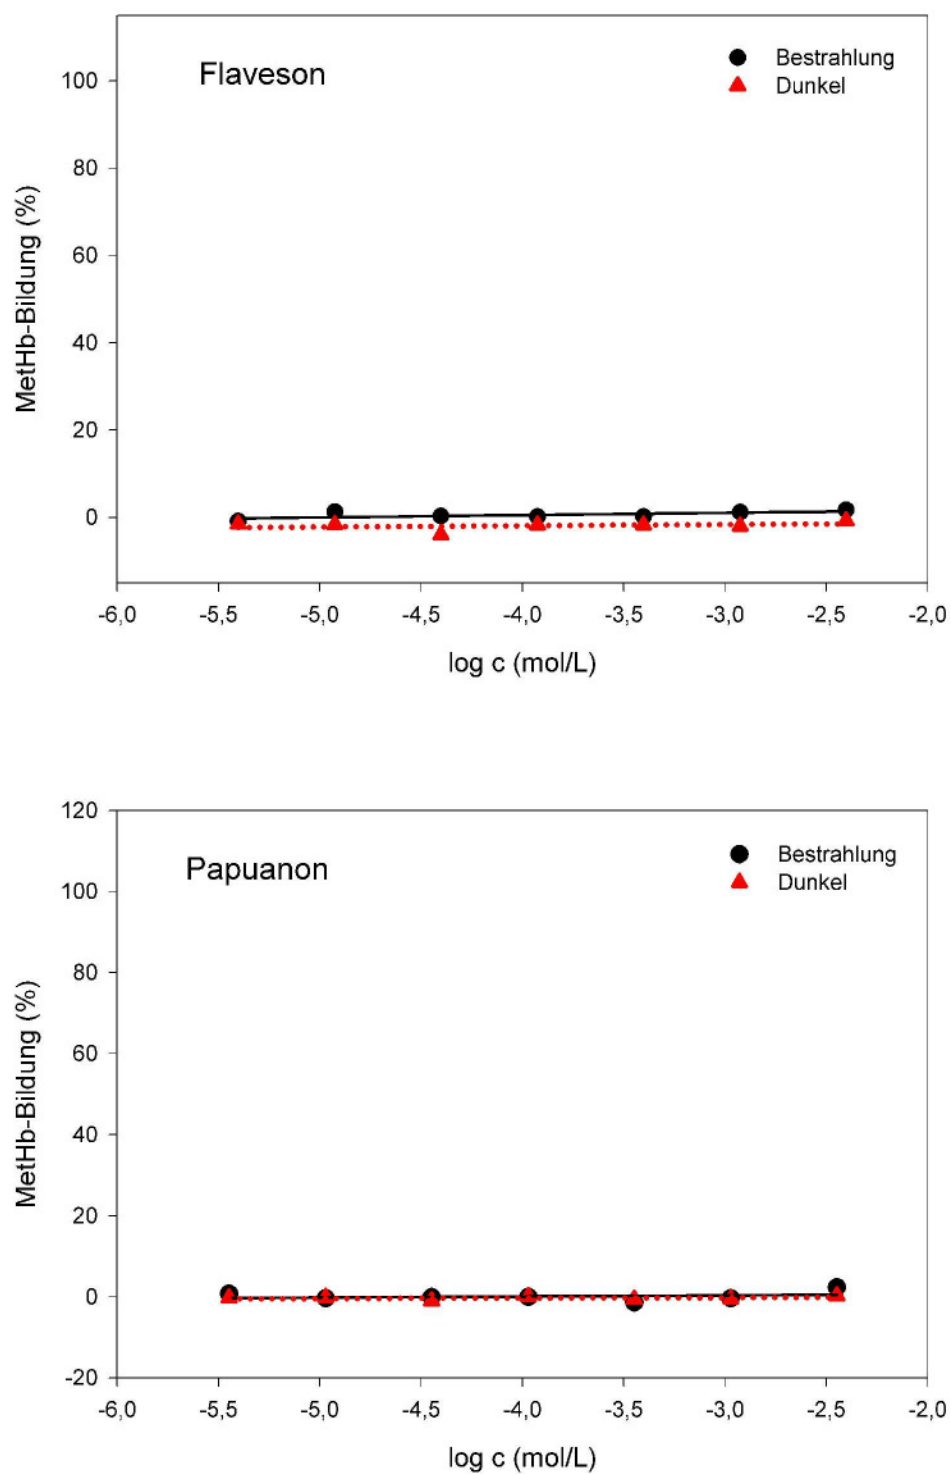 Flaveson
Bestrahlung
Dunkel
MetHb-Bildung (%)
100
80
60
40
20
0
-6,0 -5,5 -5,0 -4,5 -4,0 -3,5 -3,0 -2,5 -2,0
log c (mol/L)
Papuanon
Bestrahlung
Dunkel
MetHb-Bildung (%)
120
100
80
60
40
20
0
-20
-6,0 -5,5 -5,0 -4,5 -4,0 -3,5 -3,0 -2,5 -2,0
log c (mol/L)